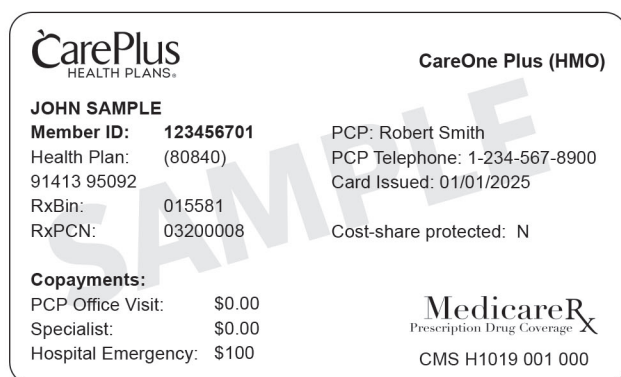 CarePlus
HEALTH PLANS®
CareOne Plus (HMO)
JOHN SAMPLE
Member ID: 123456701
Health Plan: (80840)
91413 95092
RxBin: 015581
RxPCN: 03200008
PCP: Robert Smith
PCP Telephone: 1-234-567-8900
Card Issued: 01/01/2025
Cost-share protected: N
SAMPLE
Copayments:
PCP Office Visit: $0.00
Specialist: $0.00
Hospital Emergency: $100
MedicareRx
Prescription Drug Coverage
CMS H1019 001 000